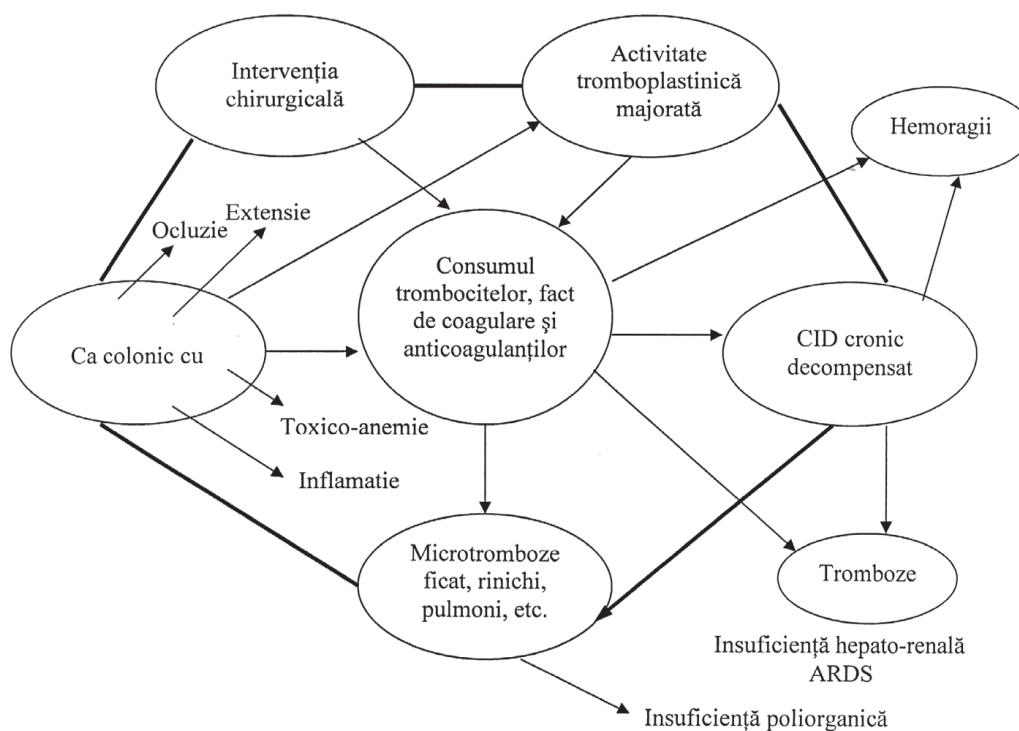 Intervenția
chirurgicală
Activitate
tromboplastinică
majorată
Hemoragii
Extensie
Ocluzie
Consumul
trombocitelor, fact
de coagulare și
anticoagulanților
Ca colonic cu
CID cronic
decompensat
Toxico-anemie
Inflamatie
Microtromboze
ficat, rinichi,
pulmoni, etc.
Tromboze
Insuficiență hepato-renală
ARDS
Insuficiență poliorganică